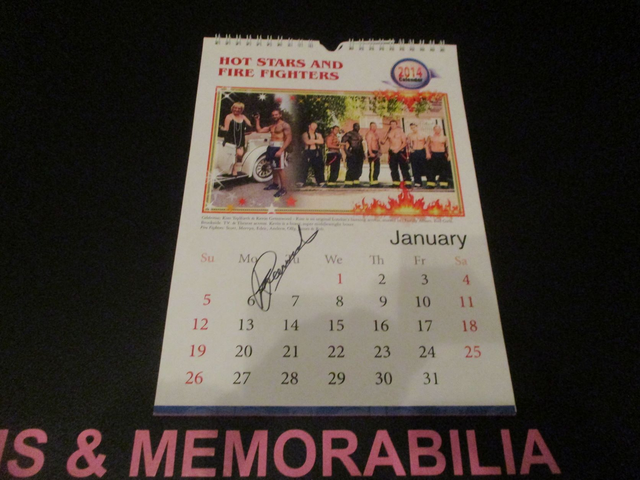 HOT STARS AND
FIRE FIGHTERS
2014
January
Su Mo Tu We Th Fr Sa
1 2 3 4
5 6 7 8 9 10 11
12 13 14 15 16 17 18
19 20 21 22 23 24 25
26 27 28 29 30 31
& MEMORABILIA